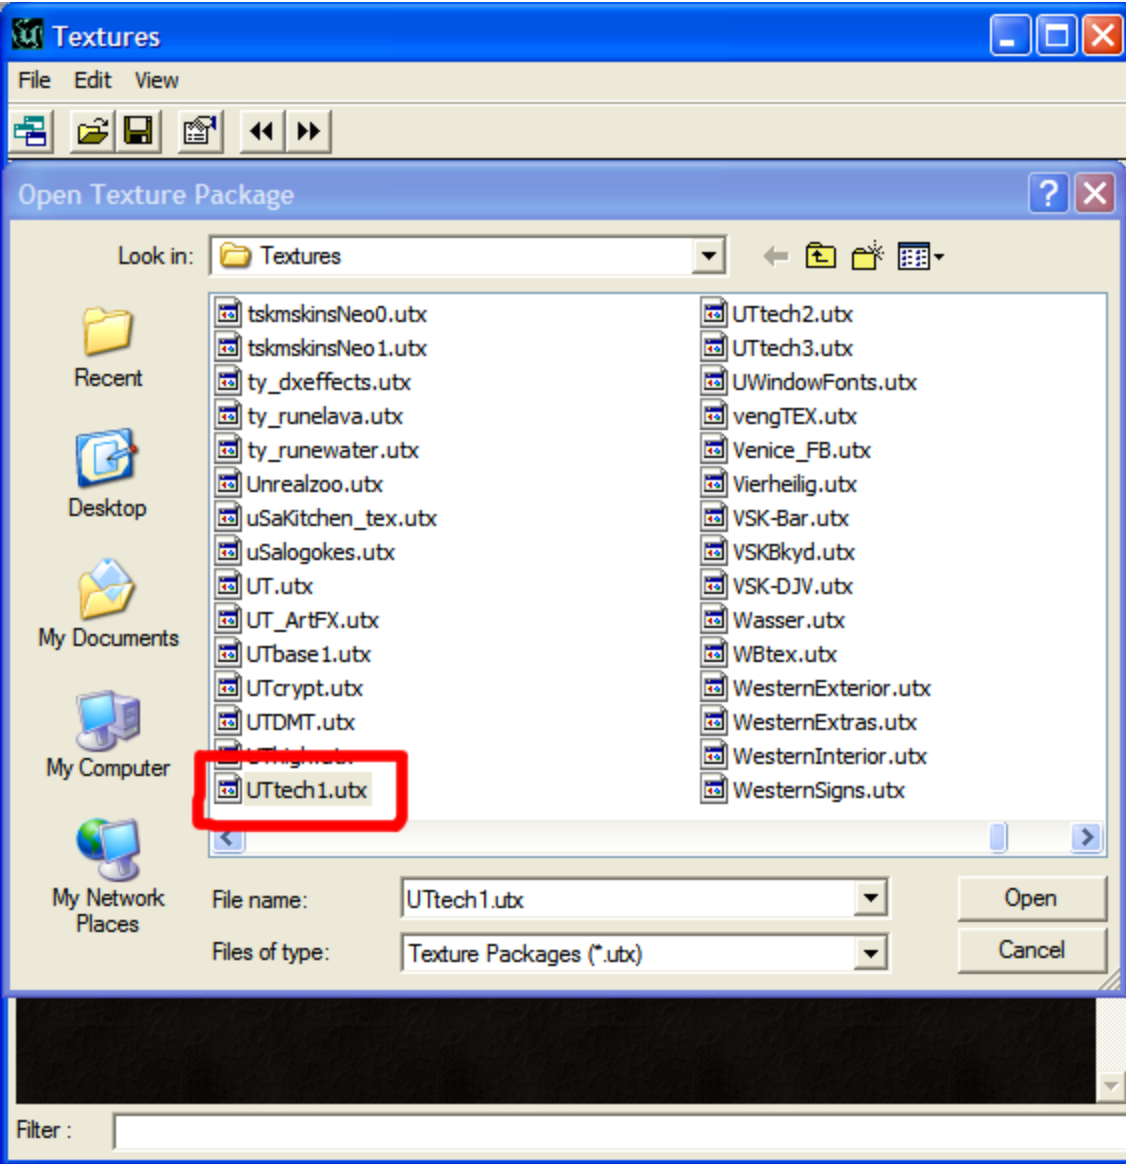 Textures
File Edit View
Open Texture Package
Look in: Textures
Recent
Desktop
My Documents
My Computer
My Network
Places
tskmskinsNeo0.utx
tskmskinsNeo1.utx
ty_dxeffects.utx
ty_runelava.utx
ty_runewater.utx
Unrealzoo.utx
uSaKitchen_tex.utx
uSalogokes.utx
UT.utx
UT_ArtFX.utx
UTbase1.utx
UTcrypt.utx
UTDMT.utx
UThigh.utx
UTtech1.utx
UTtech2.utx
UTtech3.utx
UWindowFonts.utx
vengTEX.utx
Venice_FB.utx
Vierheilig.utx
VSK-Bar.utx
VSKBkyd.utx
VSK-DJV.utx
Wasser.utx
WBtex.utx
WesternExterior.utx
WesternExtras.utx
WesternInterior.utx
WesternSigns.utx
File name: UTtech1.utx Open
Files of type: Texture Packages (*.utx) Cancel
Filter :